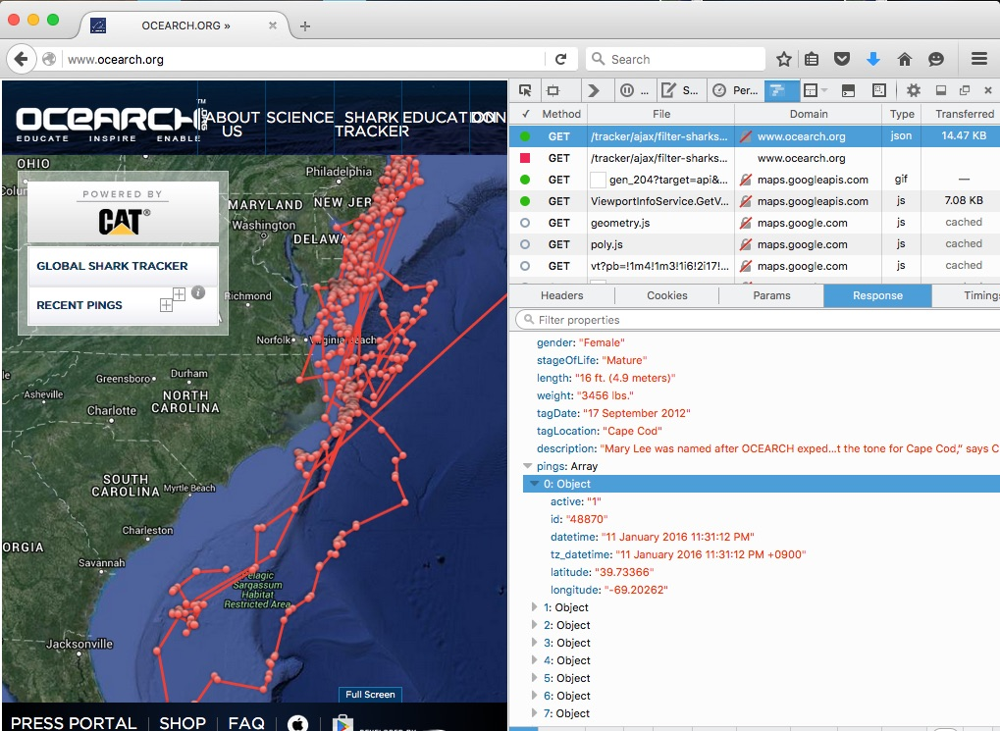 OCEARCH.ORG »
www.ocearch.org
Search
OCEARCH.ORG ™
EDUCATE INSPIRE ENABLE
ABOUT US
SCIENCE
SHARK TRACKER
EDUCATION
POWERED BY
CAT®
GLOBAL SHARK TRACKER
RECENT PINGS
i
OHIO
Philadelphia
MARYLAND
NEW JER
Washington
DELAWA
Richmond
Norfolk
Virginia Beach
Greensboro
Durham
Asheville
NORTH CAROLINA
Charlotte
SOUTH CAROLINA
Myrtle Beach
Charleston
ORGIA
Savannah
Pelagic
Sargassum
Habitat
Restricted Area
Jacksonville
Full Screen
PRESS PORTAL
SHOP
FAQ
DEVELOPED BY
... S... Per...
✓ Method File Domain Type Transferred
GET /tracker/ajax/filter-sharks... www.ocearch.org json 14.47 KB
GET /tracker/ajax/filter-sharks... www.ocearch.org
GET gen_204?target=api&... maps.googleapis.com gif —
GET ViewportInfoService.GetV... maps.googleapis.com js 7.08 KB
GET geometry.js maps.google.com js cached
GET poly.js maps.google.com js cached
GET vt?pb=!1m4!1m3!1i6!2i17!... maps.google.com js cached
Headers Cookies Params Response Timings
Filter properties
gender: "Female"
stageOfLife: "Mature"
length: "16 ft. (4.9 meters)"
weight: "3456 lbs."
tagDate: "17 September 2012"
tagLocation: "Cape Cod"
description: "Mary Lee was named after OCEARCH exped…t the tone for Cape Cod,” says C
pings: Array
0: Object
active: "1"
id: "48870"
datetime: "11 January 2016 11:31:12 PM"
tz_datetime: "11 January 2016 11:31:12 PM +0900"
latitude: "39.73366"
longitude: "-69.20262"
1: Object
2: Object
3: Object
4: Object
5: Object
6: Object
7: Object